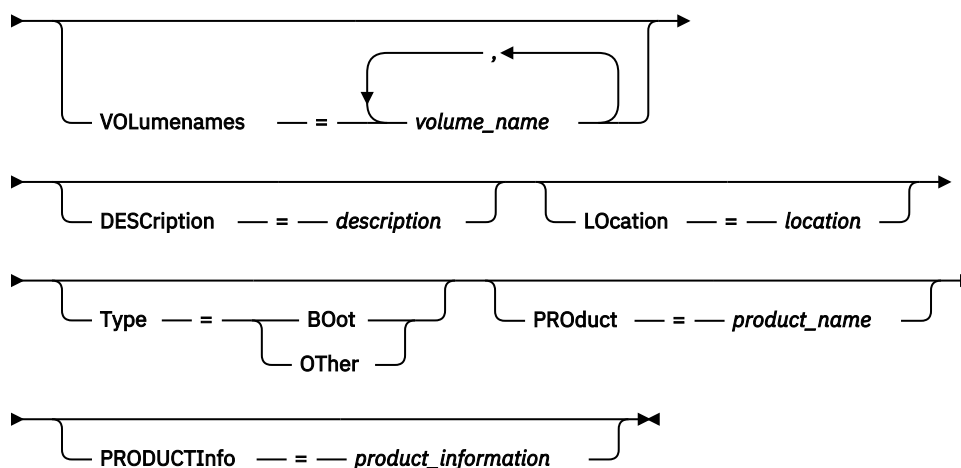 ,
VOLumenames = volume_name
DESCription = description LOcation = location
Type = BOot PROduct = product_name
OTher
PRODUCTInfo = product_information